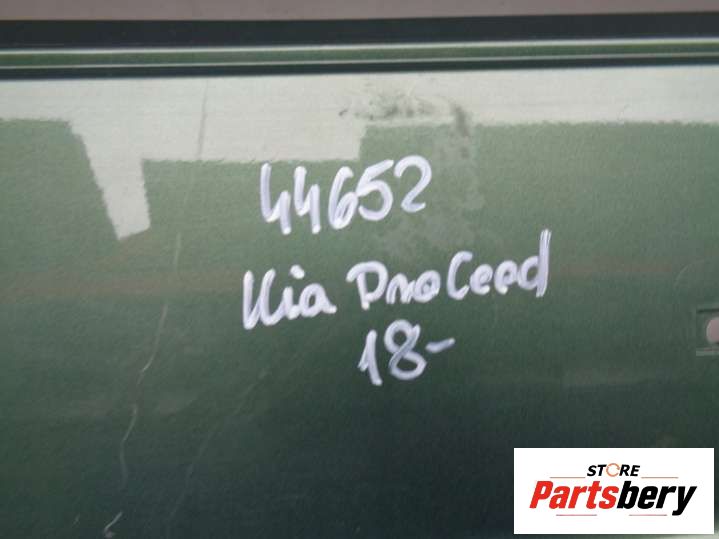 44652
Kia ProCeed
18-
STORE
Partsbery